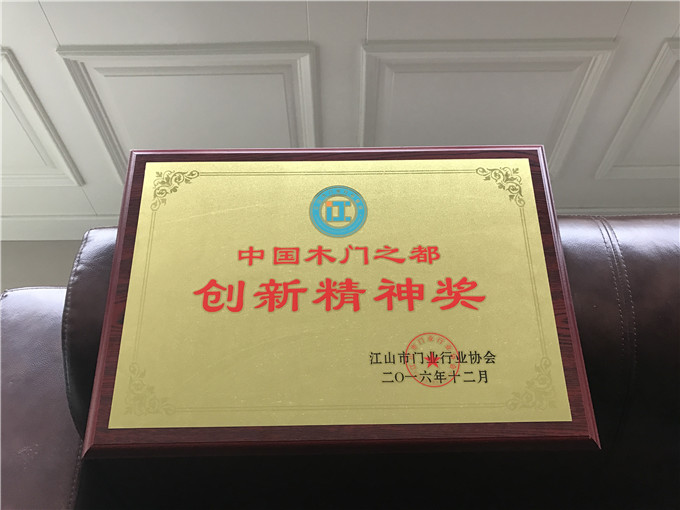 中国木门之都
创新精神奖
江山市门业行业协会
二〇一六年十二月